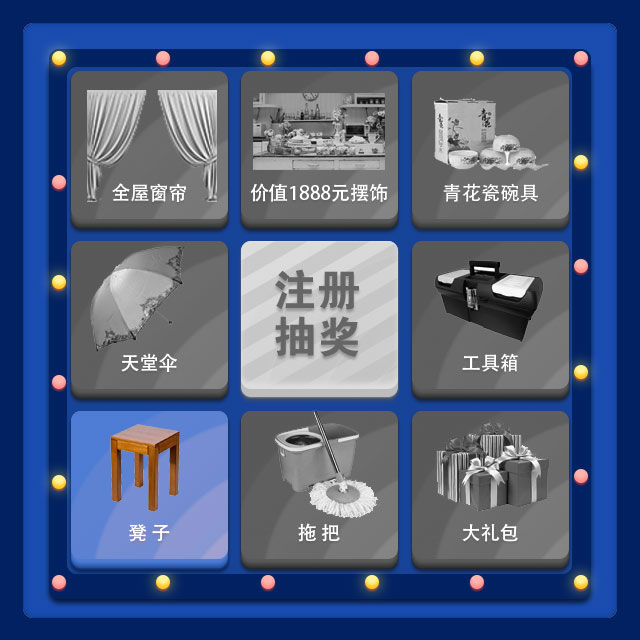 全屋窗帘
价值1888元摆饰
青花瓷碗具
天堂伞
注册
抽奖
工具箱
凳子
拖把
大礼包